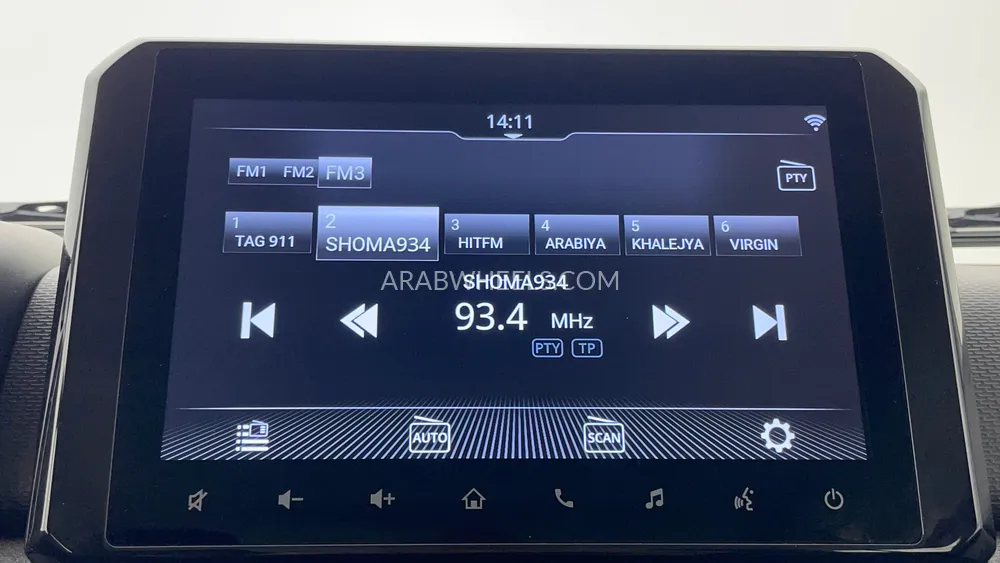 14:11
FM1 FM2 FM3
PTY
1 TAG 911
2 SHOMA934
3 HITFM
4 ARABIYA
5 KHALEJYA
6 VIRGIN
ARABWHEELS.COM
SHOMA934
93.4 MHz
PTY TP
AUTO SCAN